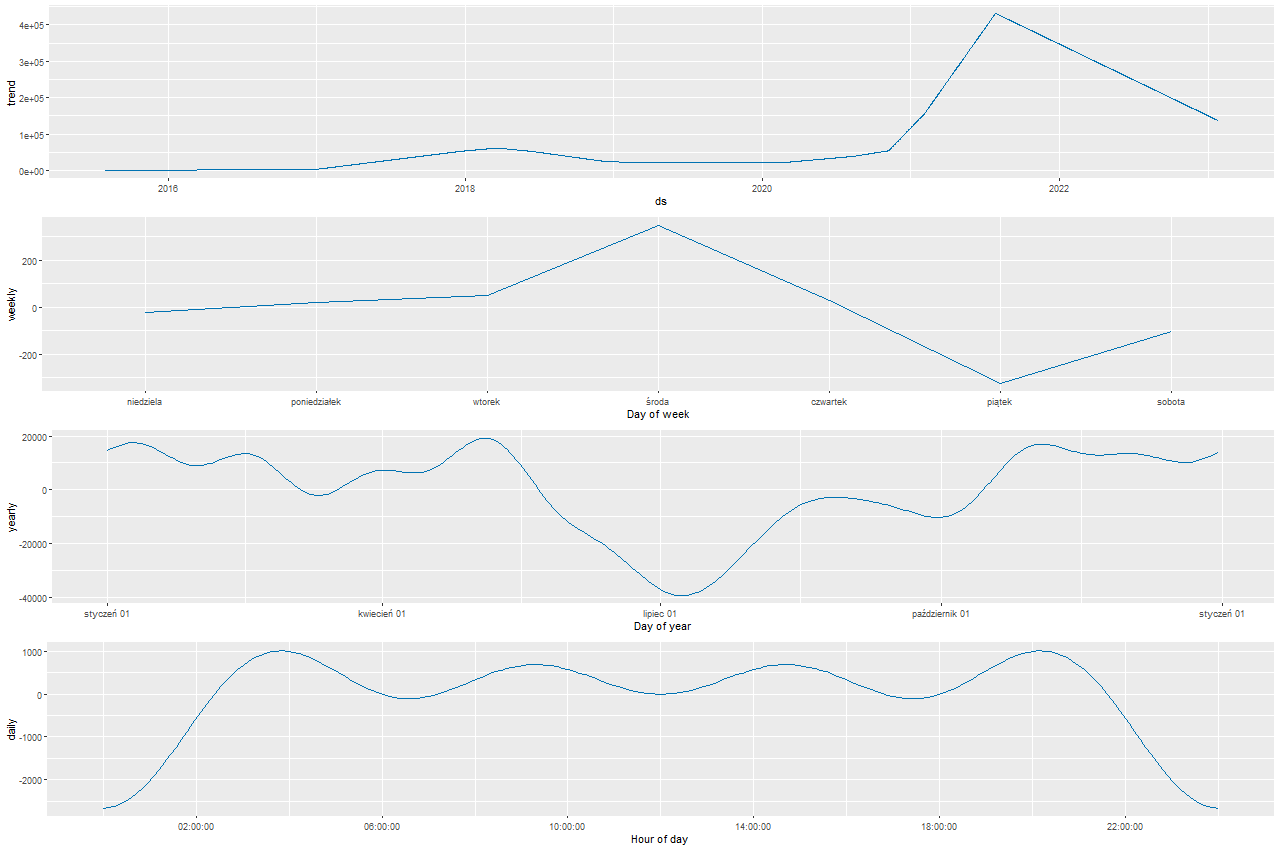 4e+05
3e+05
2e+05
1e+05
0e+00
trend
2016 2018 2020 2022
ds
200
0
-200
weekly
niedziela poniedziałek wtorek środa czwartek piątek sobota
Day of week
20000
0
-20000
-40000
yearly
styczeń 01 kwiecień 01 lipiec 01 październik 01 styczeń 01
Day of year
1000
0
-1000
-2000
daily
02:00:00 06:00:00 10:00:00 14:00:00 18:00:00 22:00:00
Hour of day